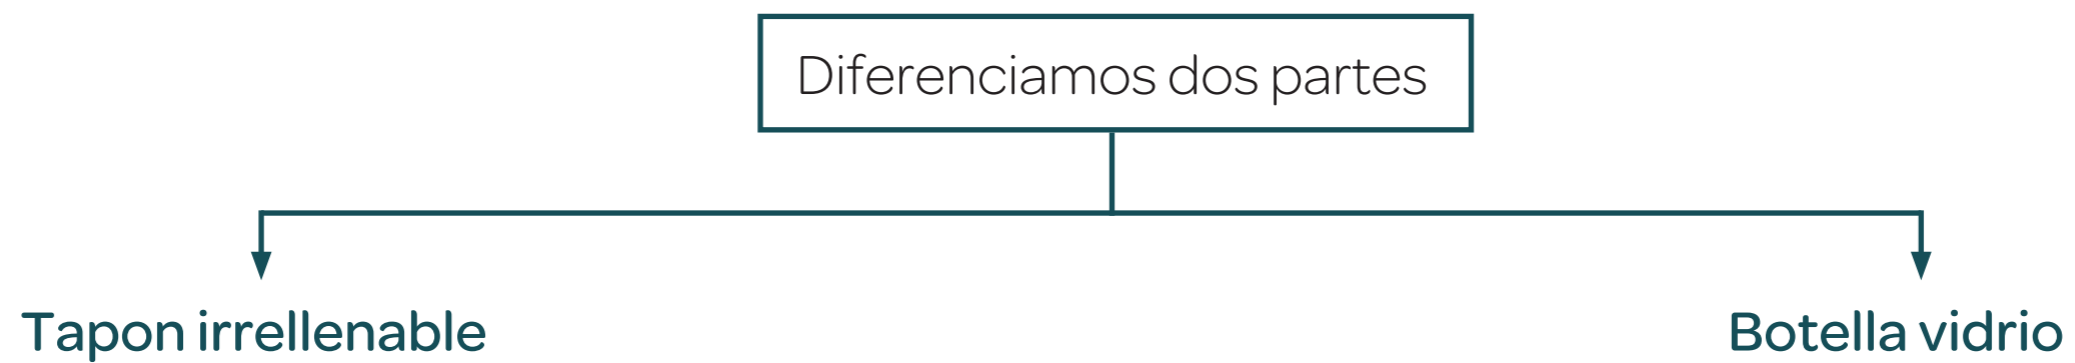 Diferenciamos dos partes
Tapon irrellenable
Botella vidrio